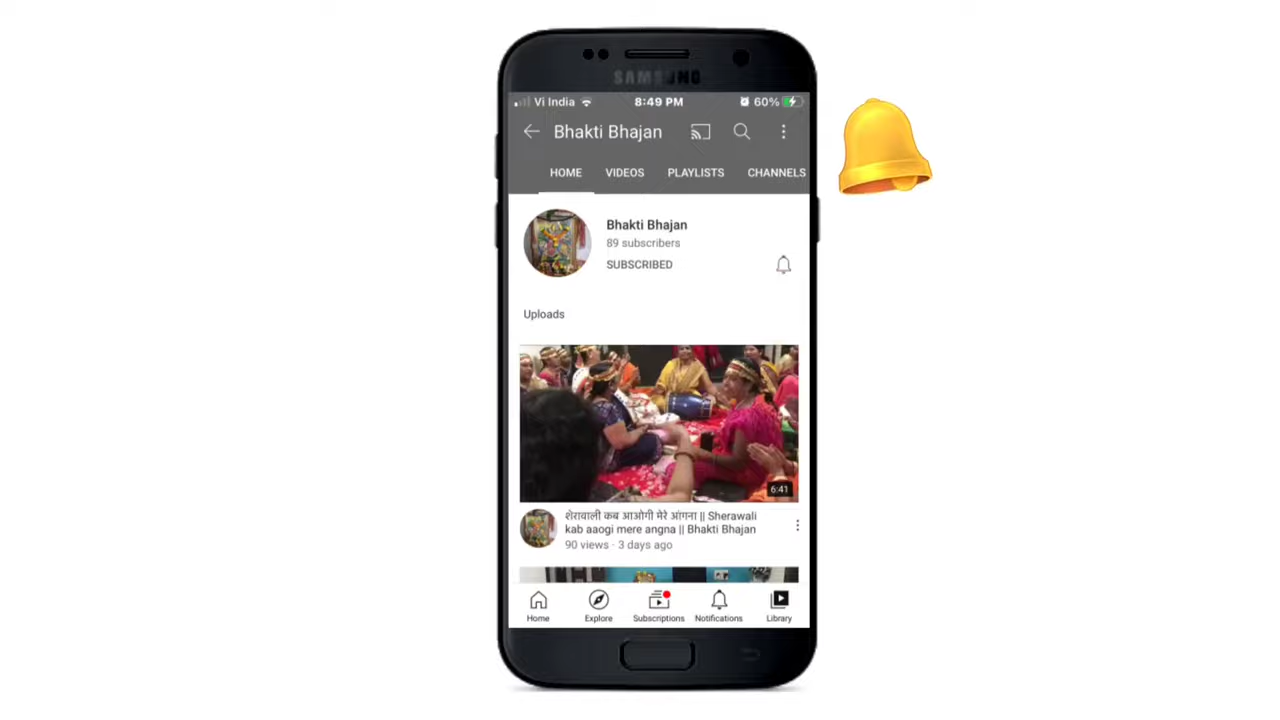 SAMSUNG
Vi India 8:49 PM 60%
Bhakti Bhajan
HOME VIDEOS PLAYLISTS CHANNELS
Bhakti Bhajan
89 subscribers
SUBSCRIBED
Uploads
6:41
शेरावाली कब आओगी मेरे आंगना || Sherawali
kab aaogi mere angna || Bhakti Bhajan
90 views · 3 days ago
Home Explore Subscriptions Notifications Library